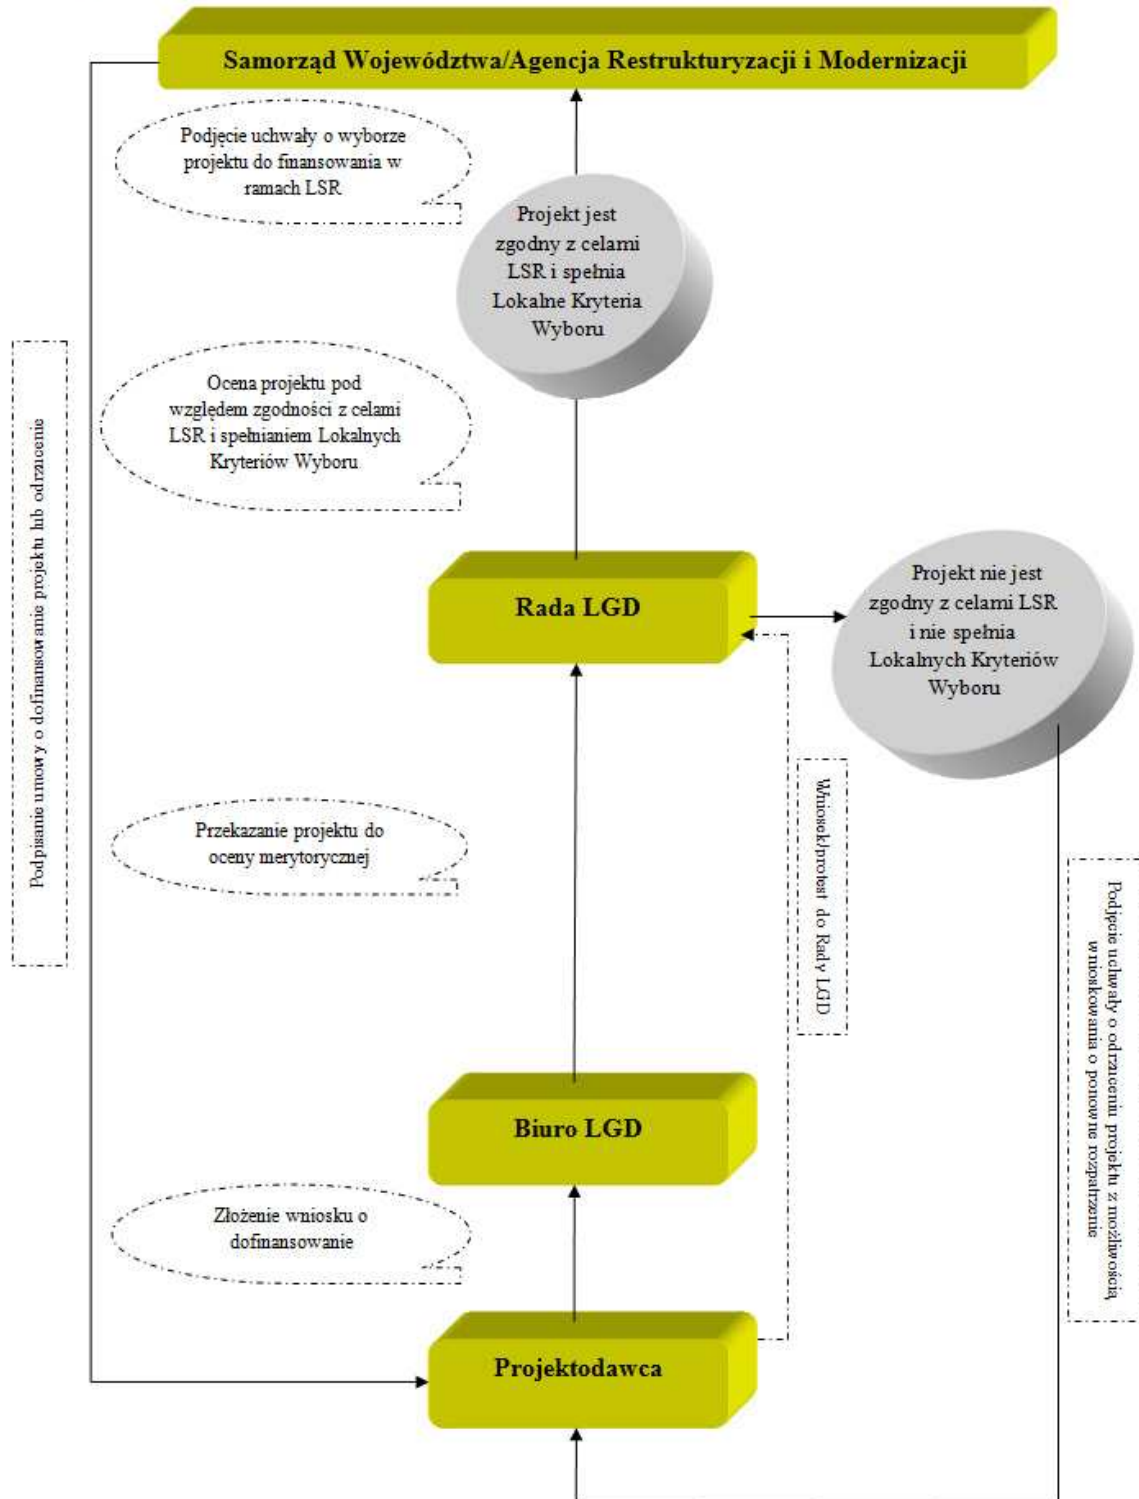 Samorząd Województwa/Agencja Restrukturyzacji i Modernizacji
Podjęcie uchwały o wyborze
projektu do finansowania w
ramach LSR
Projekt jest
zgodny z celami
LSR i spełnia
Lokalne Kryteria
Wyboru
Ocena projektu pod
względem zgodności z celami
LSR i spełnianiem Lokalnych
Kryteriów Wyboru
Podpisanie umowy o dofinansowanie projektu lub odrzucenie
Rada LGD
Projekt nie jest
zgodny z celami LSR
i nie spełnia
Lokalnych Kryteriów
Wyboru
Przekazanie projektu do
oceny merytorycznej
Wniosek/protest do Rady LGD
Podjęcie uchwały o odrzuceniu projektu z możliwością
wnioskowania o ponowne rozpatrzenie
Biuro LGD
Złożenie wniosku o
dofinansowanie
Projektodawca